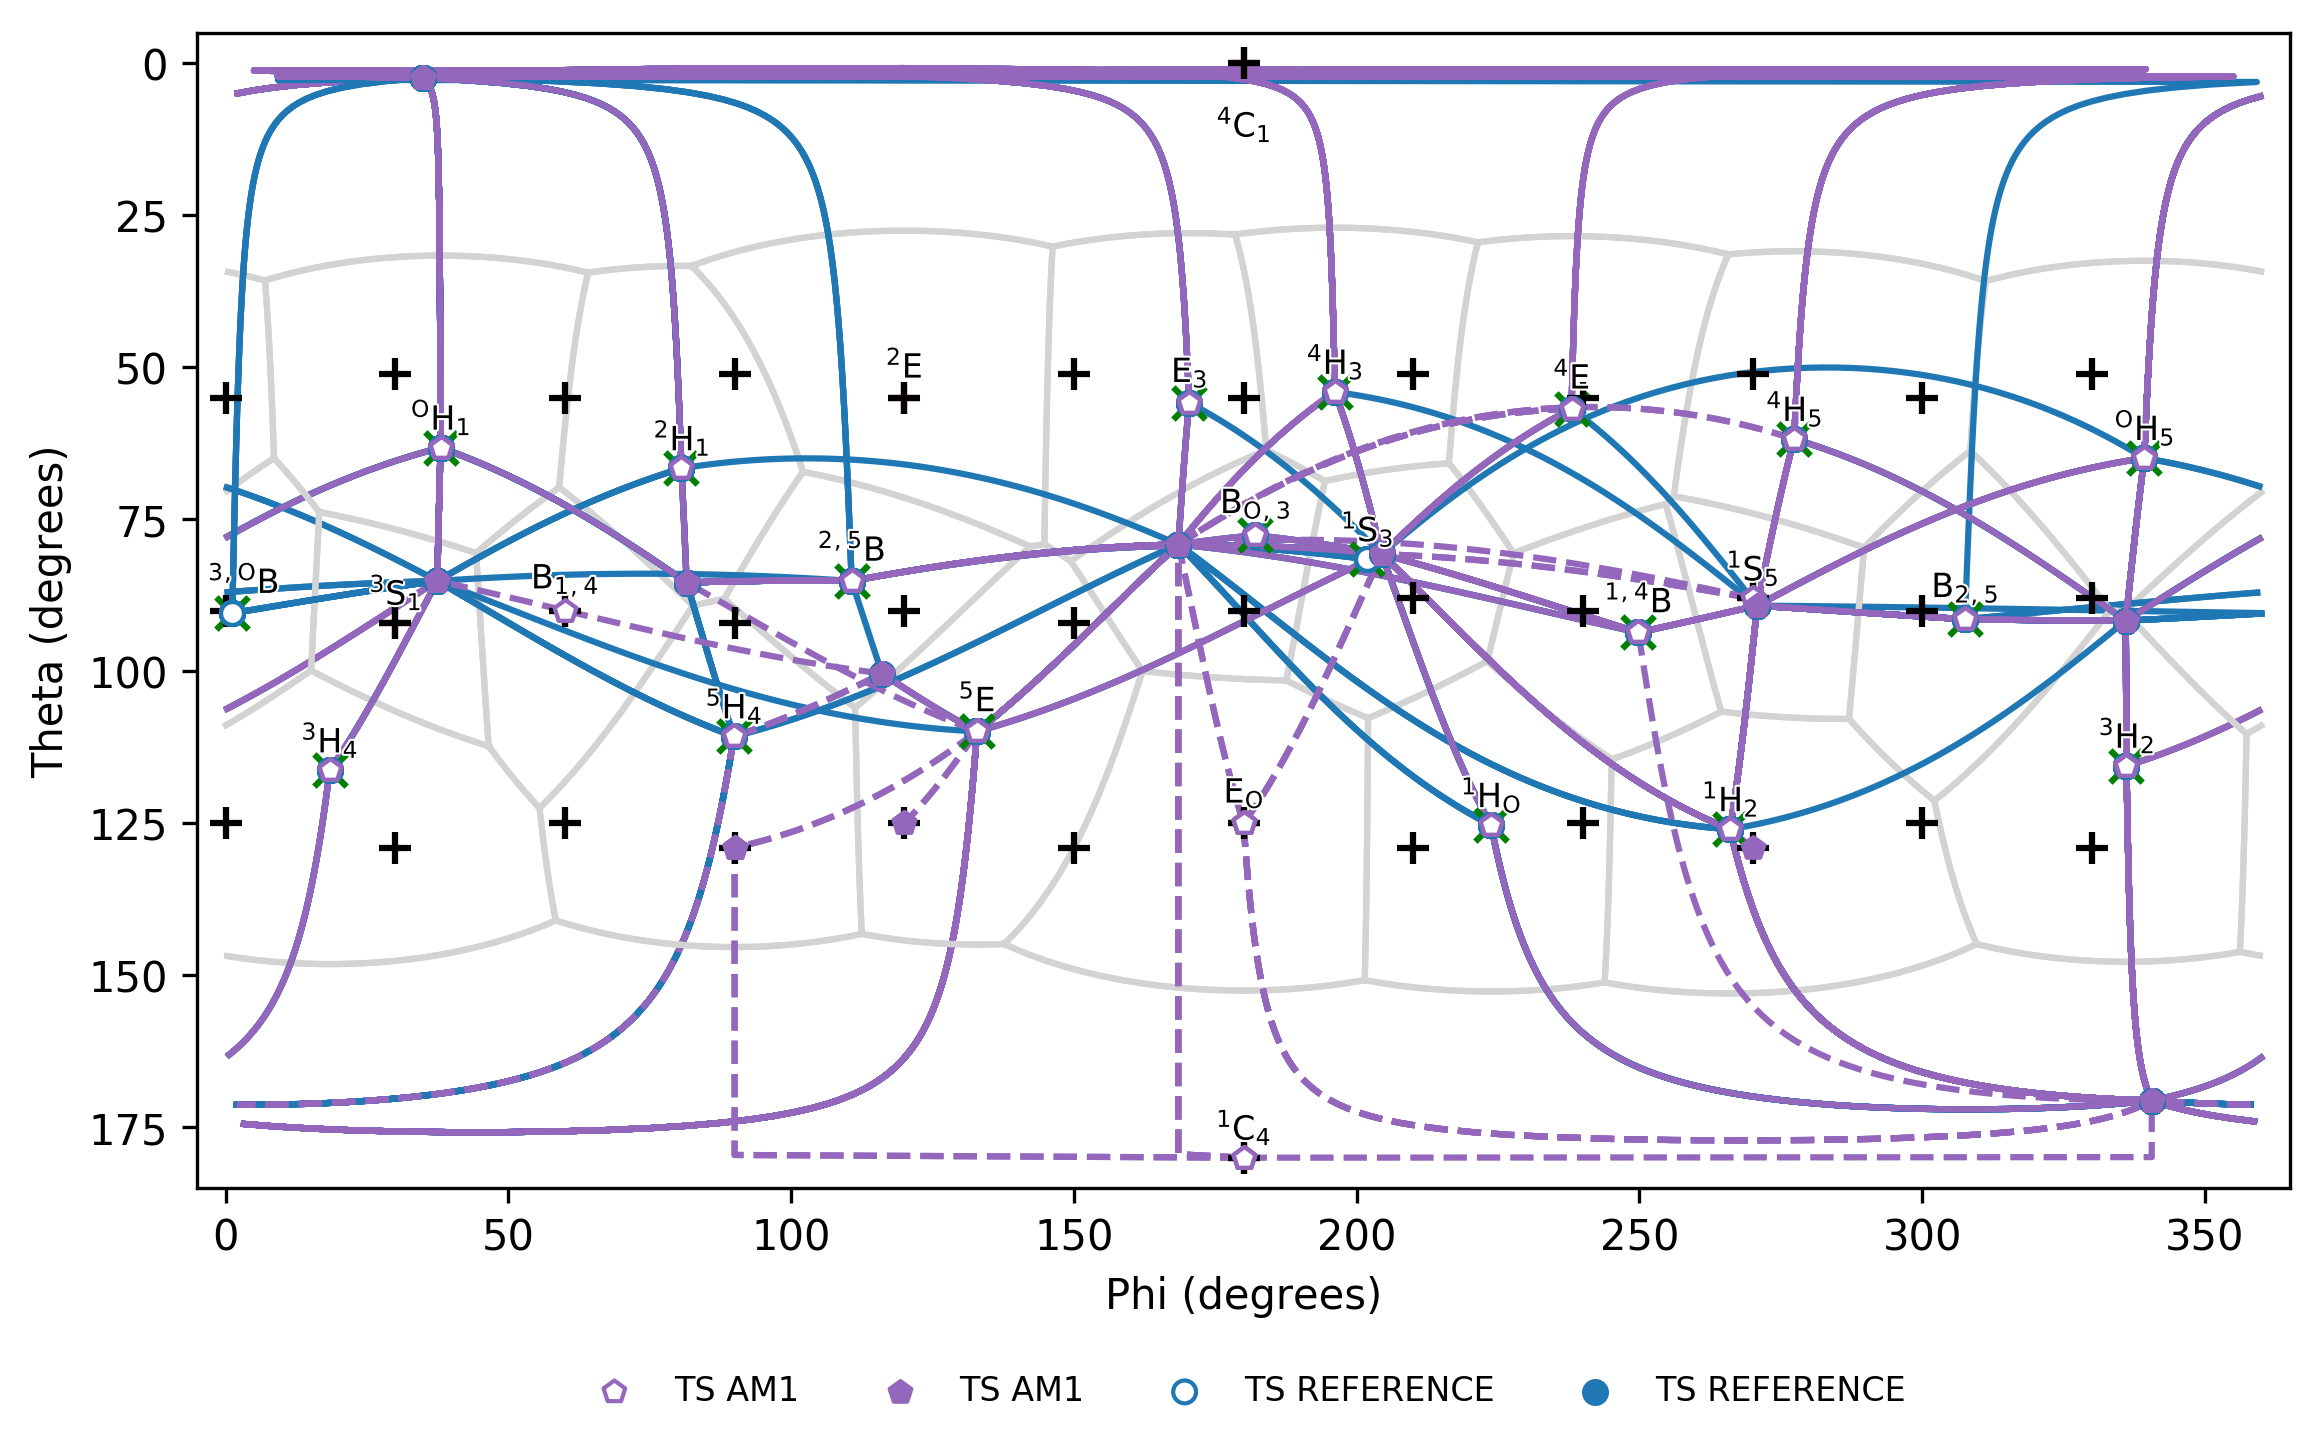 0
⁴C₁
25
²E
50
E₃
⁴H₃
⁴E
⁴H₅
ᴼH₁
²H₁
ᴼH₅
75
B_O,₃
¹S₃
²,⁵B
³,ᴼB
³S₁
B₁,₄
¹,⁴B
¹S₅
B₂,₅
100
⁵H₄
⁵E
³H₄
³H₂
E_O
¹H_O
¹H₂
125
150
175
¹C₄
0 50 100 150 200 250 300 350
Theta (degrees)
Phi (degrees)
TS AM1 TS AM1 TS REFERENCE TS REFERENCE